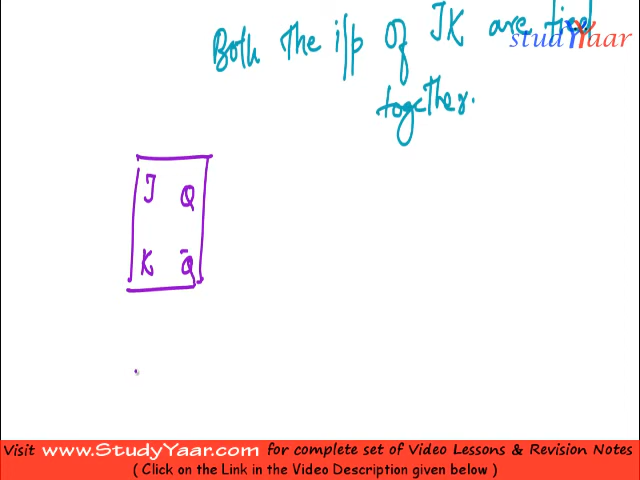 Both the i/p of JK are tied
studYaar
together.
J Q
K Q̄
Visit www.StudyYaar.com for complete set of Video Lessons & Revision Notes
( Click on the Link in the Video Description given below )